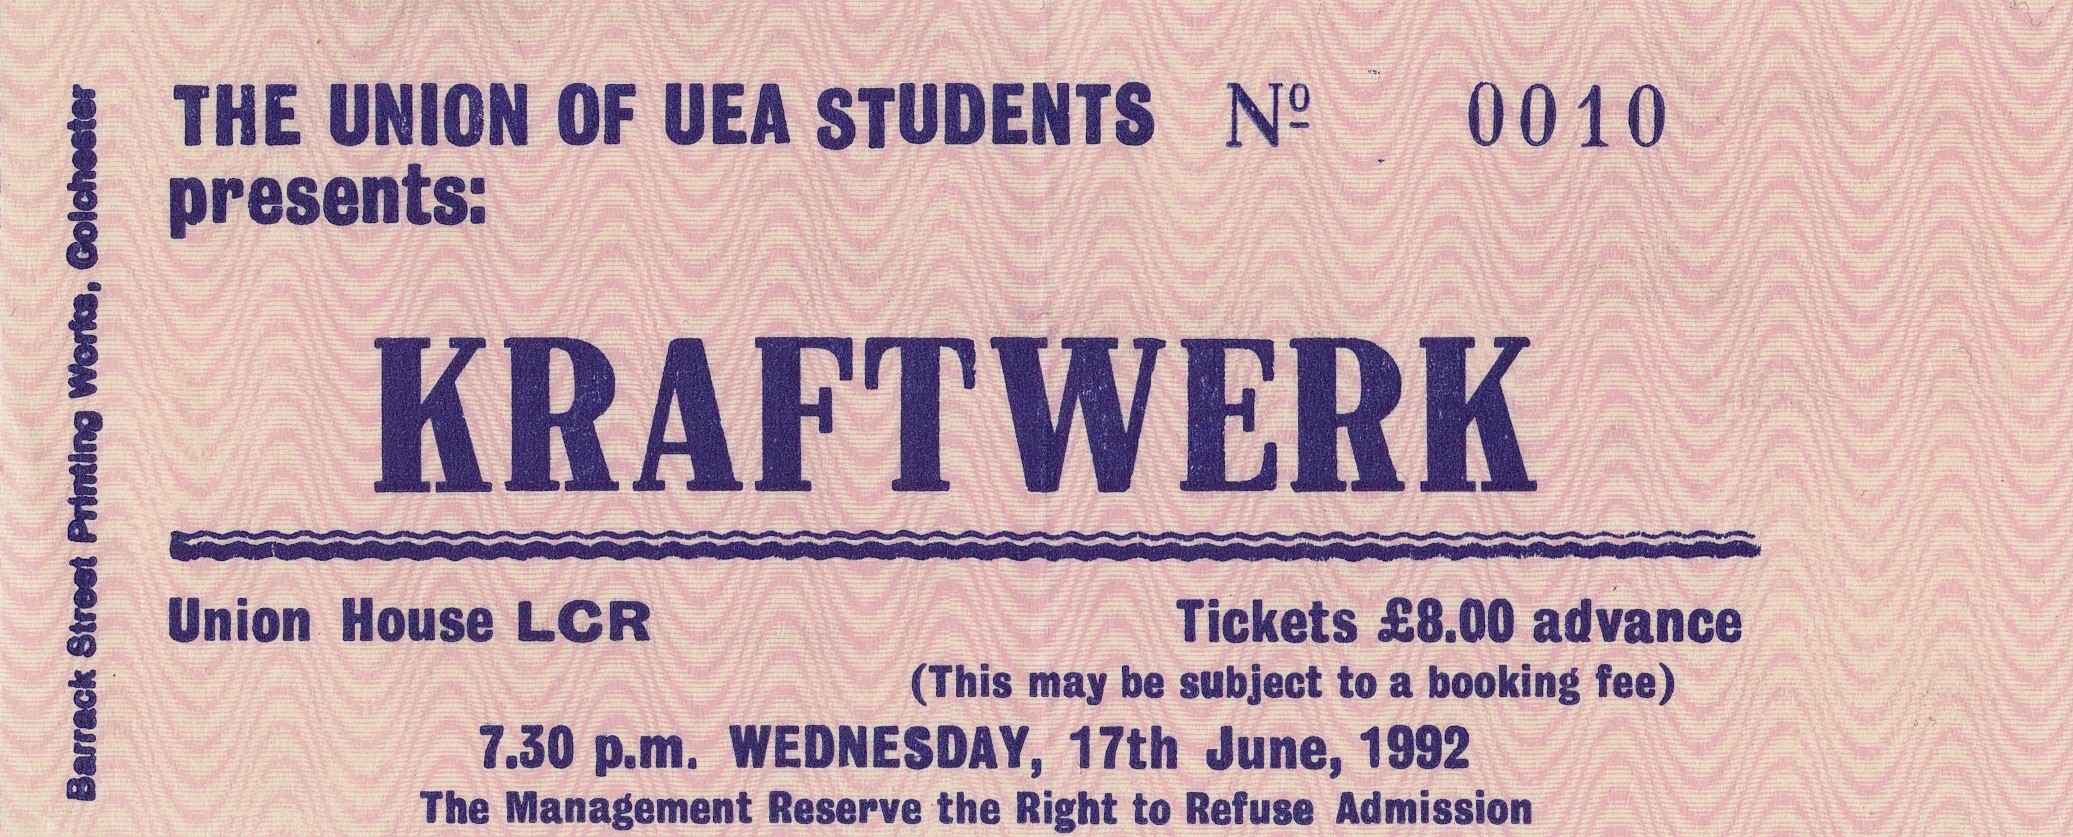 THE UNION OF UEA STUDENTS Nº 0010
presents:
KRAFTWERK
Union House LCR
Tickets £8.00 advance
(This may be subject to a booking fee)
7.30 p.m. WEDNESDAY, 17th June, 1992
The Management Reserve the Right to Refuse Admission
Barrack Street Printing Works, Colchester